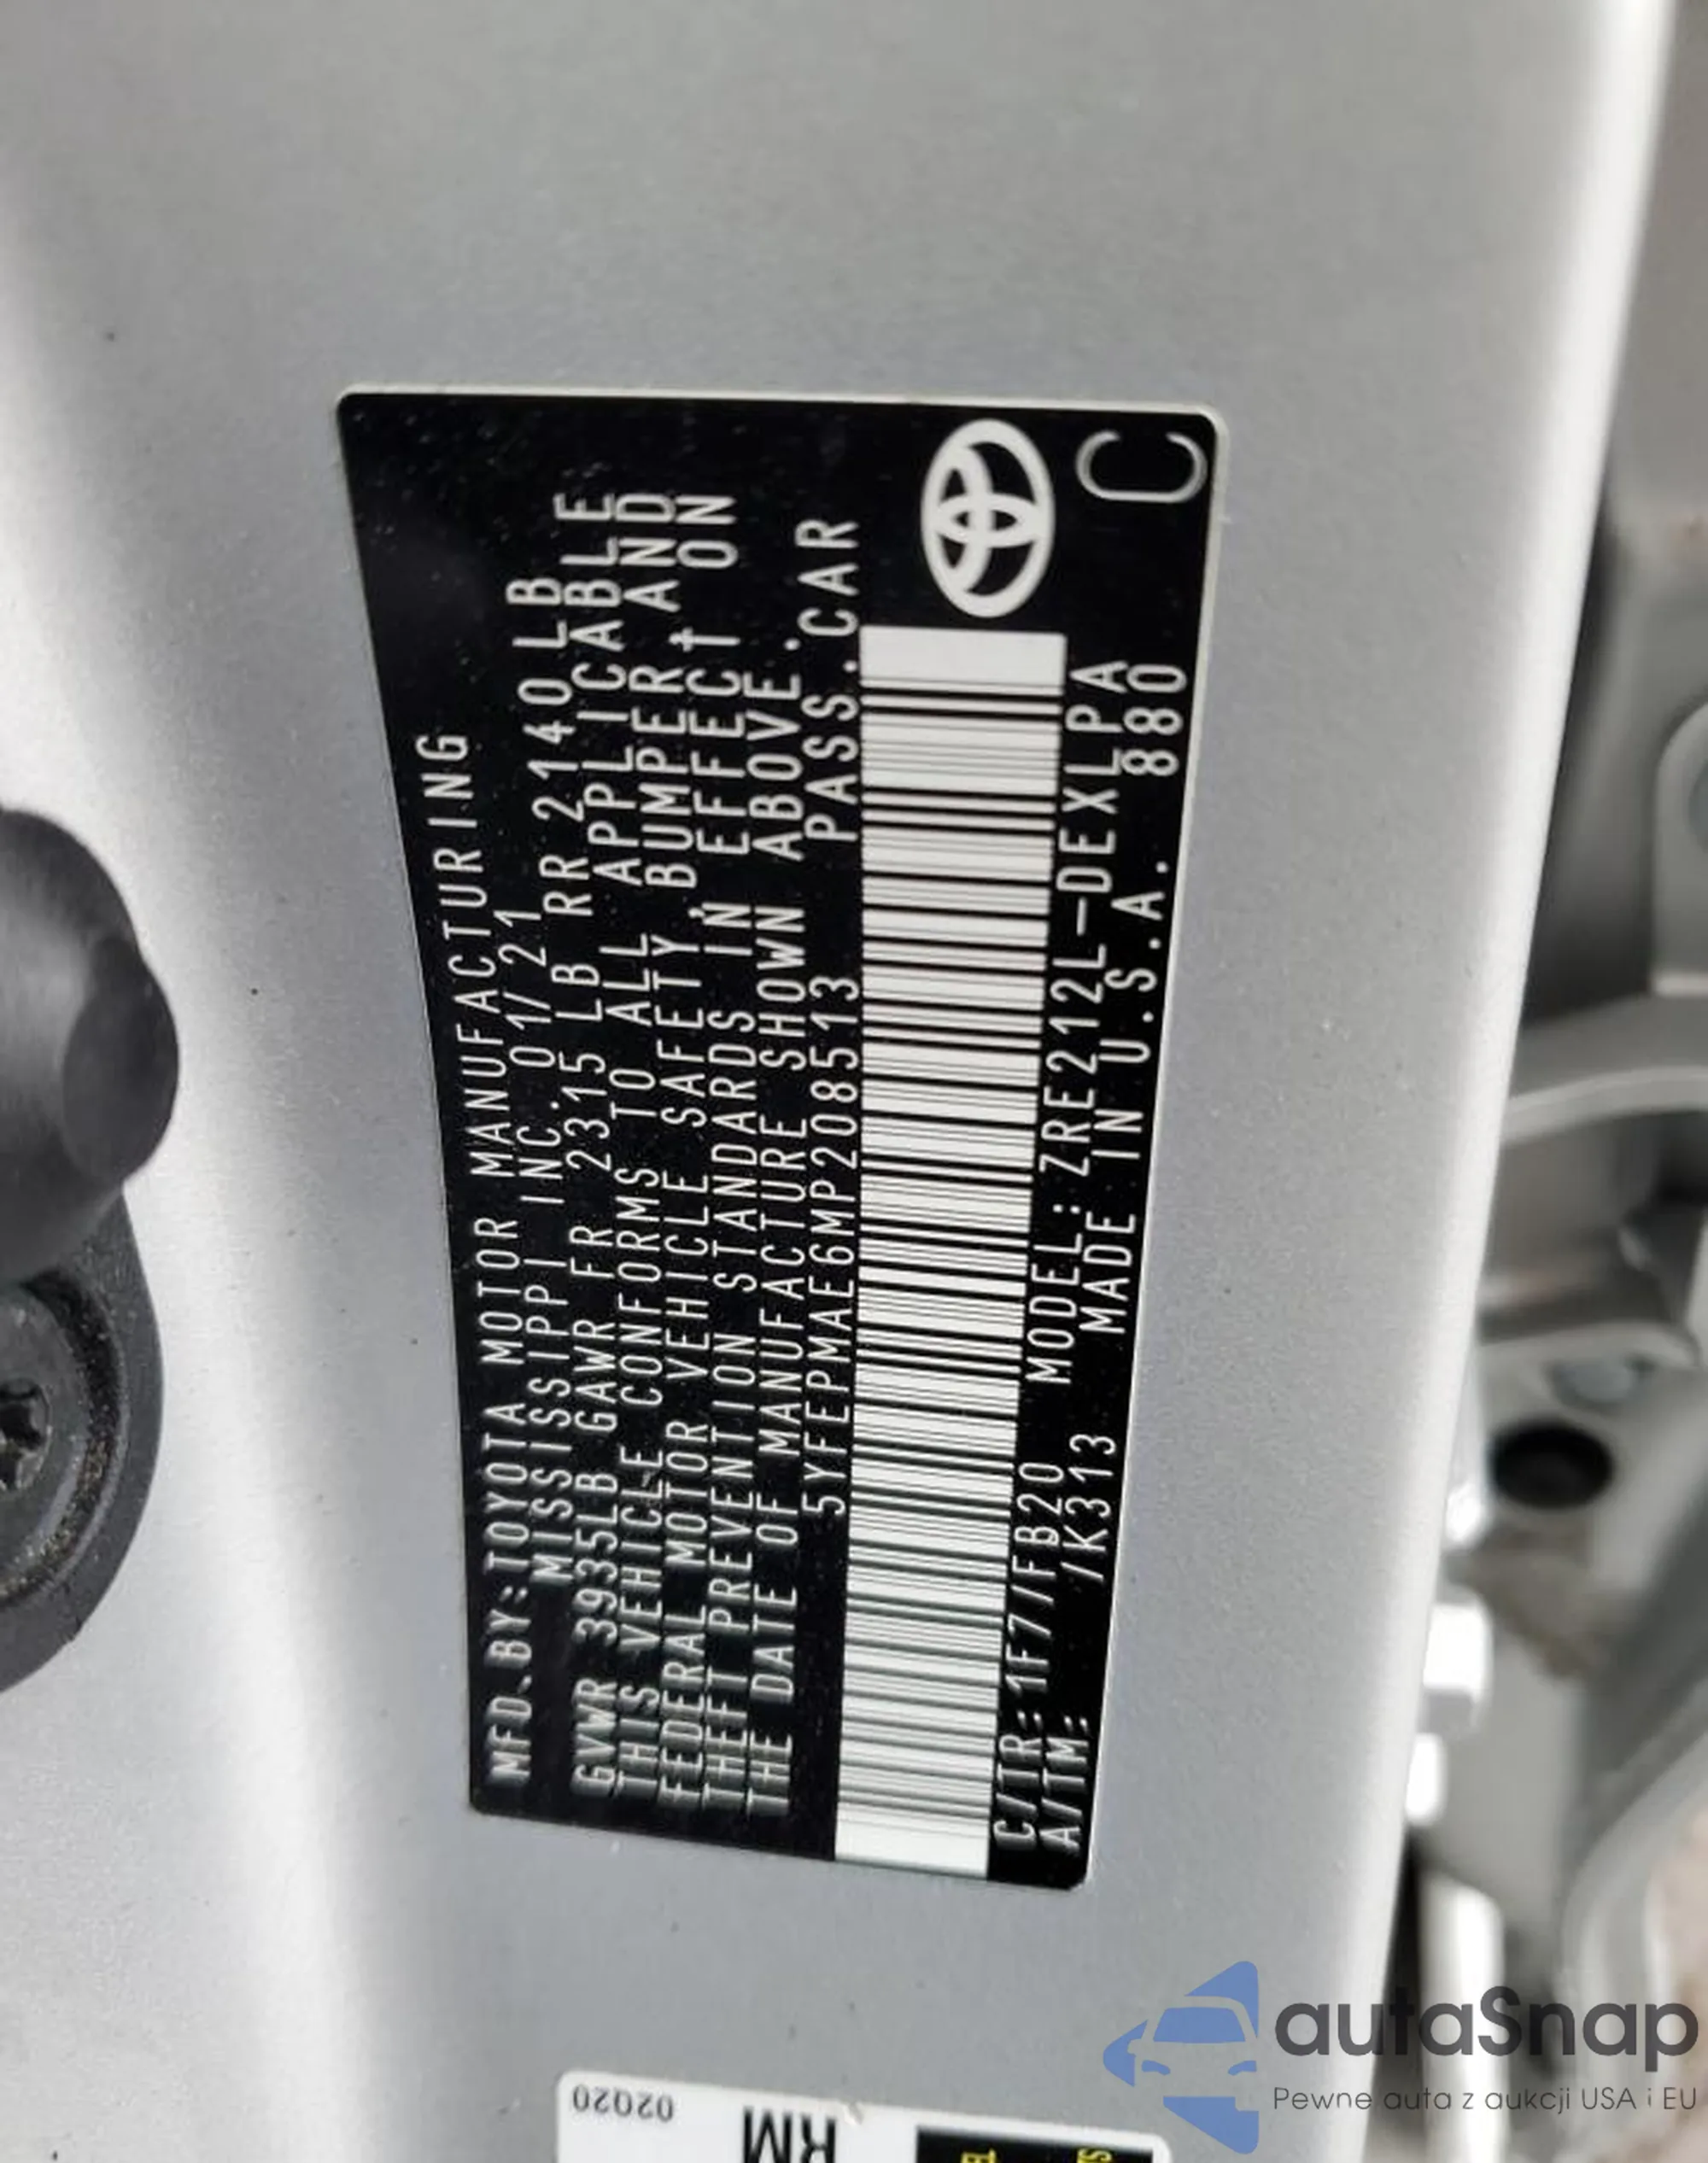 MFD.BY:TOYOTA MOTOR MANUFACTURING
MISSISSIPPI INC. 01/21
GVWR 3935LB GAWR FR 2315 LB RR 2140 LB
THIS VEHICLE CONFORMS TO ALL APPLICABLE
FEDERAL MOTOR VEHICLE SAFETY, BUMPER, AND
THEFT PREVENTION STANDARDS IN EFFECT ON
THE DATE OF MANUFACTURE SHOWN ABOVE.
5YFEPMAE6MP208513 PASS.CAR
C/TR:1F7/FB20 MODEL:ZRE212L-DEXLPA
A/TM: /K313 MADE IN U.S.A. 880
C
02Q20
RM
autaSnap
Pewne auta z aukcji USA i EU